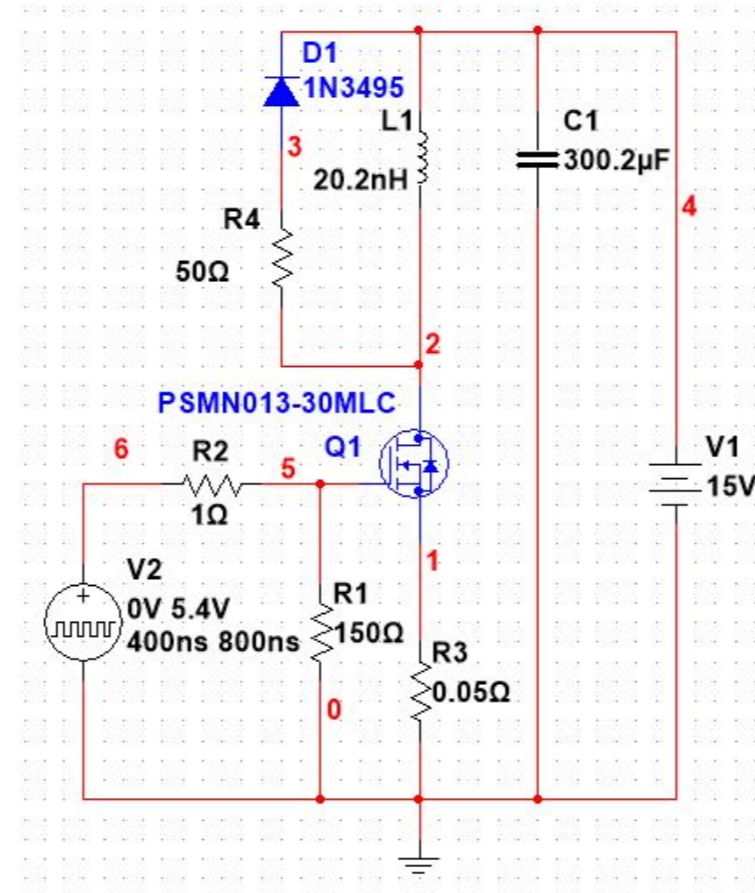 D1
1N3495
3
L1
20.2nH
C1
300.2µF
4
R4
50Ω
2
PSMN013-30MLC
Q1
6
R2
5
1Ω
V1
15V
1
V2
0V 5.4V
400ns 800ns
R1
150Ω
R3
0.05Ω
0